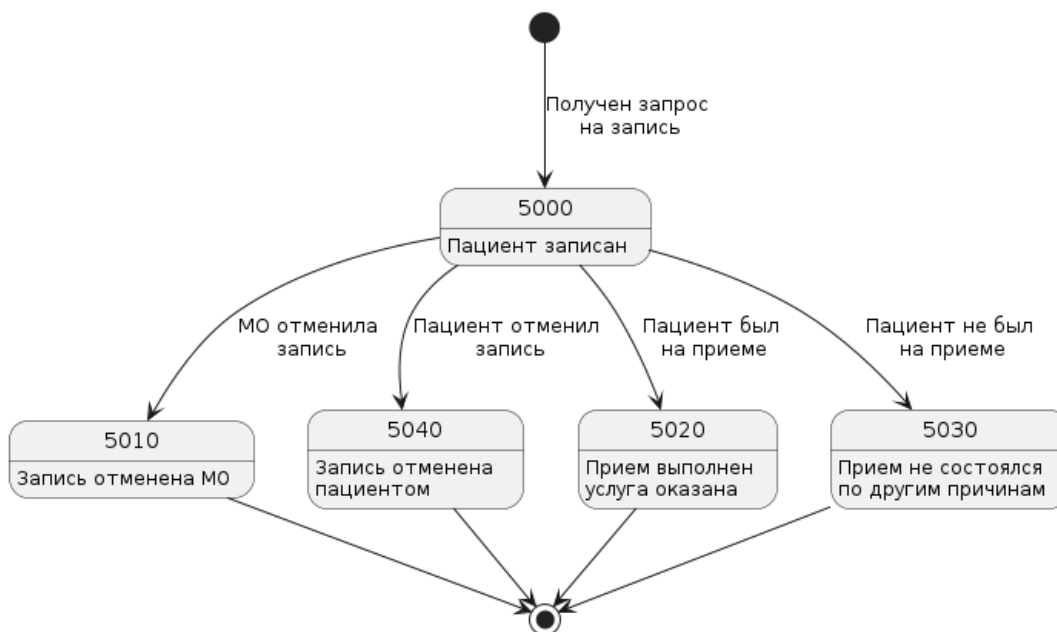 Получен запрос
на запись
5000
Пациент записан
МО отменила
запись
Пациент отменил
запись
Пациент был
на приеме
Пациент не был
на приеме
5010
Запись отменена МО
5040
Запись отменена
пациентом
5020
Прием выполнен
услуга оказана
5030
Прием не состоялся
по другим причинам